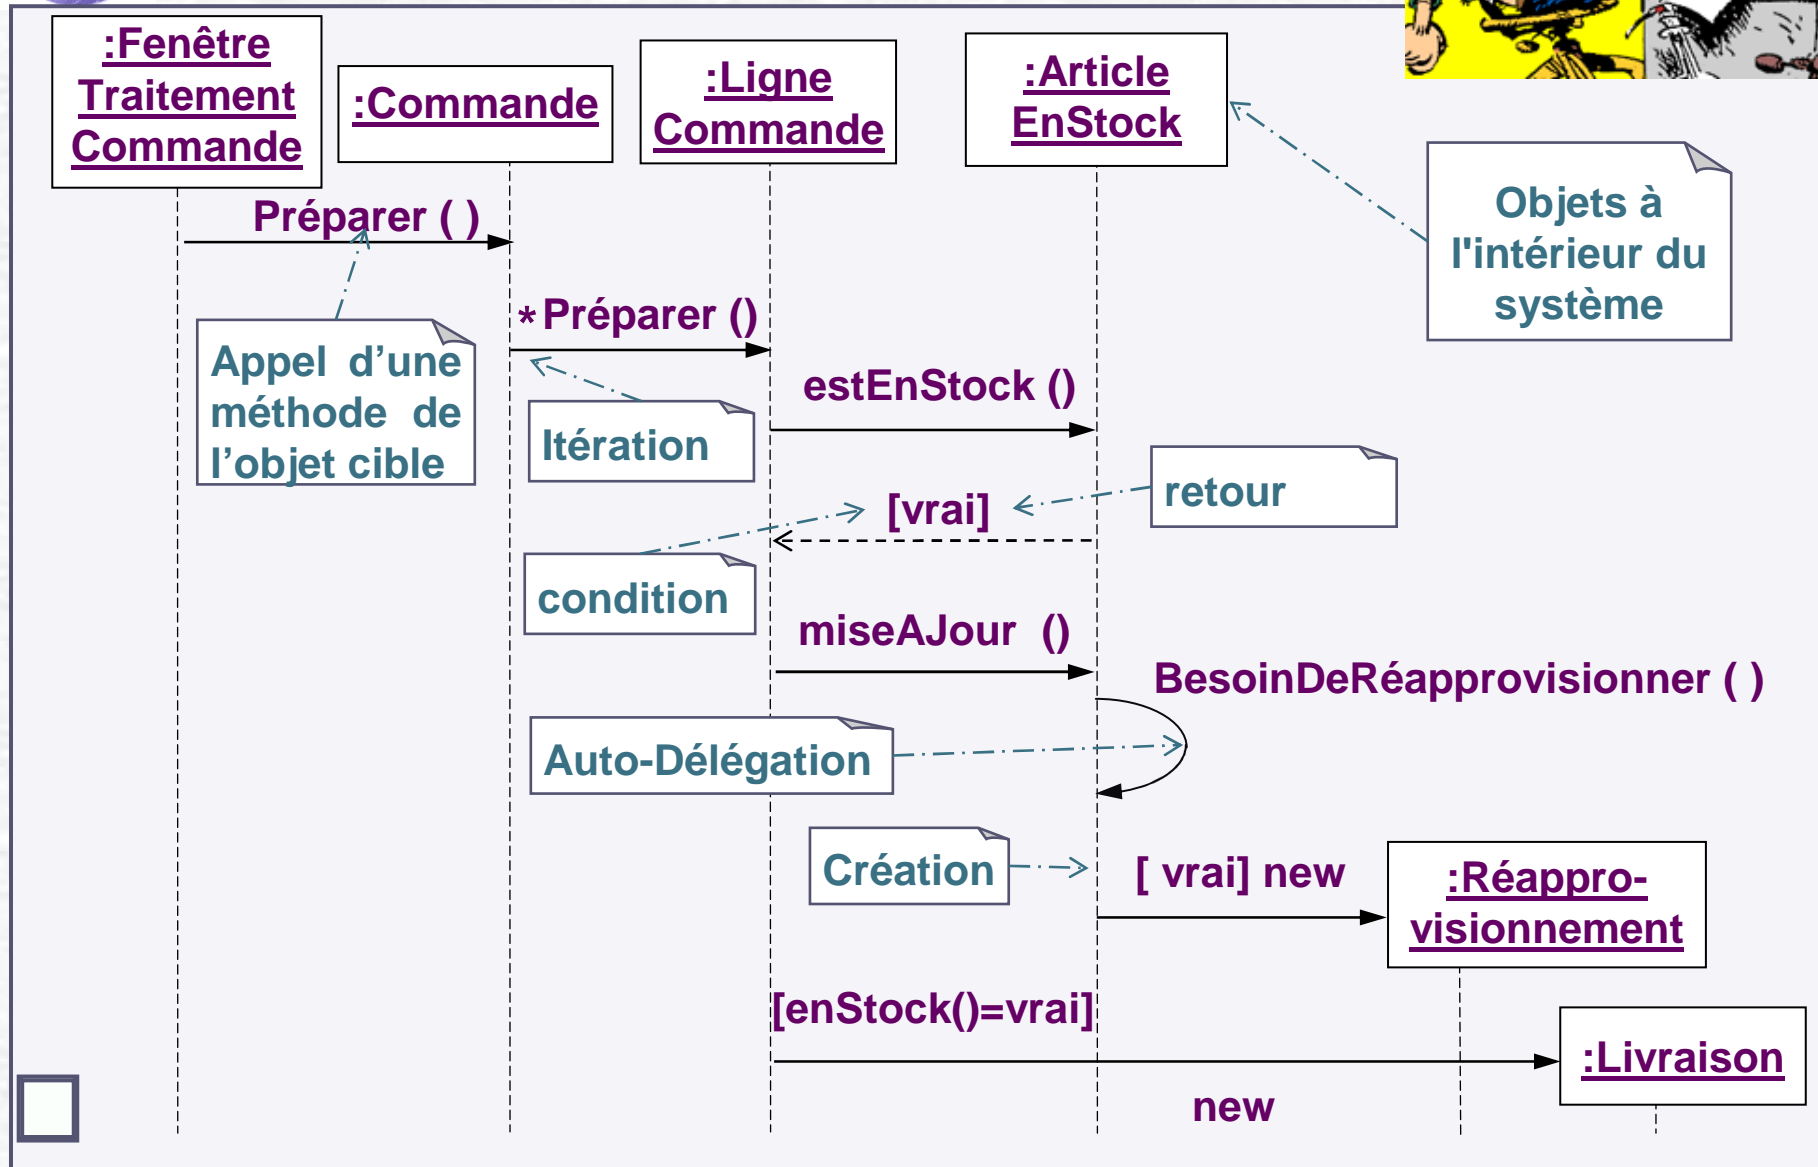 :Fenêtre
Traitement
Commande
:Commande
:Ligne
Commande
:Article
EnStock
Objets à
l'intérieur du
système
Préparer ( )
Appel d’une
méthode de
l’objet cible
*Préparer ()
Itération
estEnStock ()
retour
[vrai]
condition
miseAJour ()
BesoinDeRéapprovisionner ( )
Auto-Délégation
Création
[ vrai] new
:Réappro-
visionnement
[enStock()=vrai]
:Livraison
new